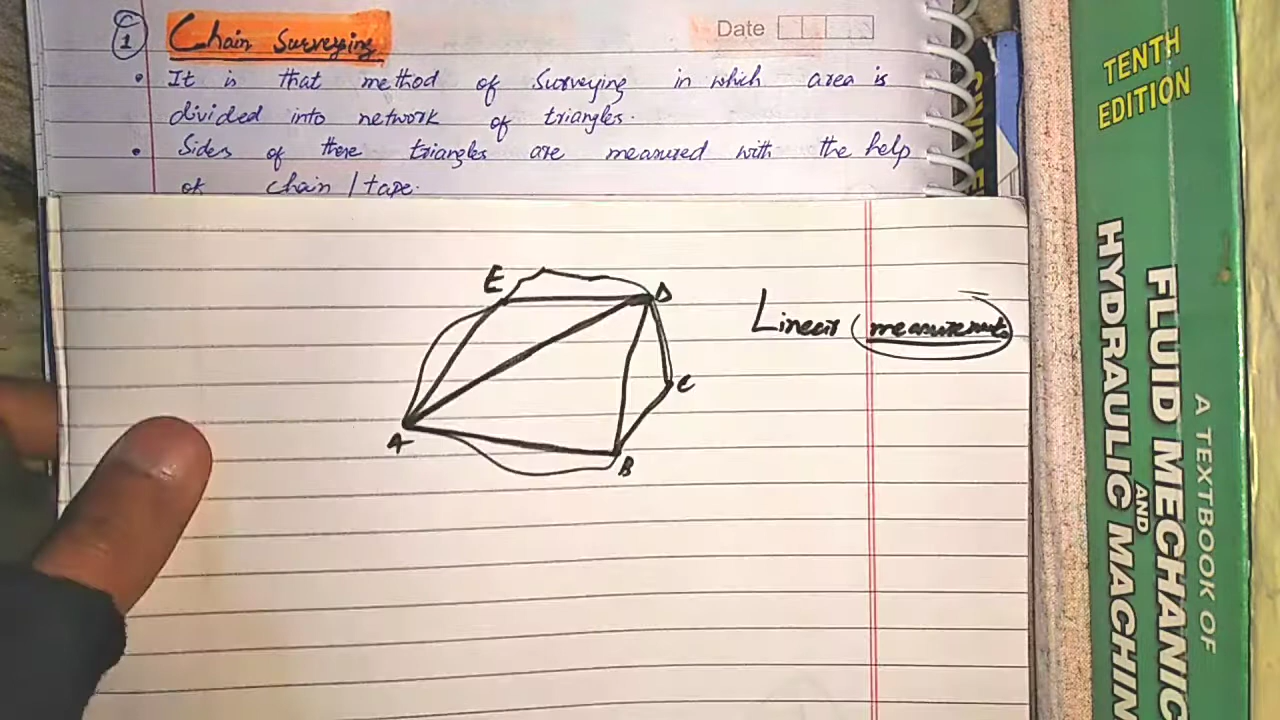 1 Chain Surveying
Date
• It is that method of Surveying in which area is
divided into network of triangles.
• Sides of these triangles are measured with the help
of chain / tape.
E
D
Linear measurements
C
A
B
TENTH
EDITION
A TEXTBOOK OF
FLUID MECHANIC
AND
HYDRAULIC MACHIN